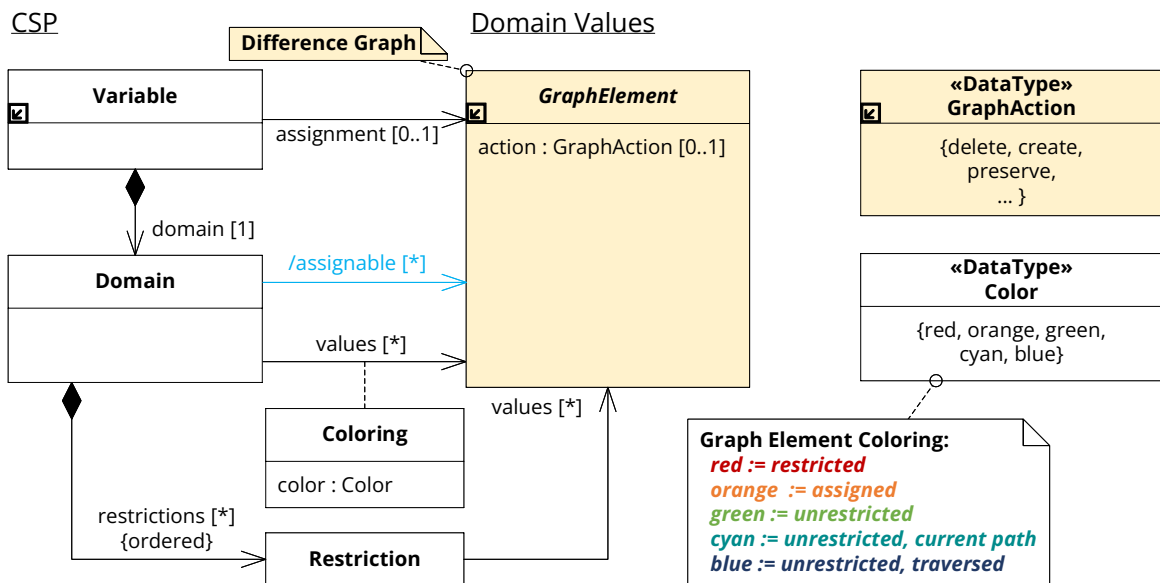 CSP
Domain Values
Difference Graph
Variable
assignment [0..1]
GraphElement
action : GraphAction [0..1]
«DataType»
GraphAction
{delete, create,
preserve,
... }
domain [1]
Domain
/assignable [*]
values [*]
«DataType»
Color
{red, orange, green,
cyan, blue}
Coloring
color : Color
values [*]
restrictions [*]
{ordered}
Restriction
Graph Element Coloring:
red := restricted
orange := assigned
green := unrestricted
cyan := unrestricted, current path
blue := unrestricted, traversed